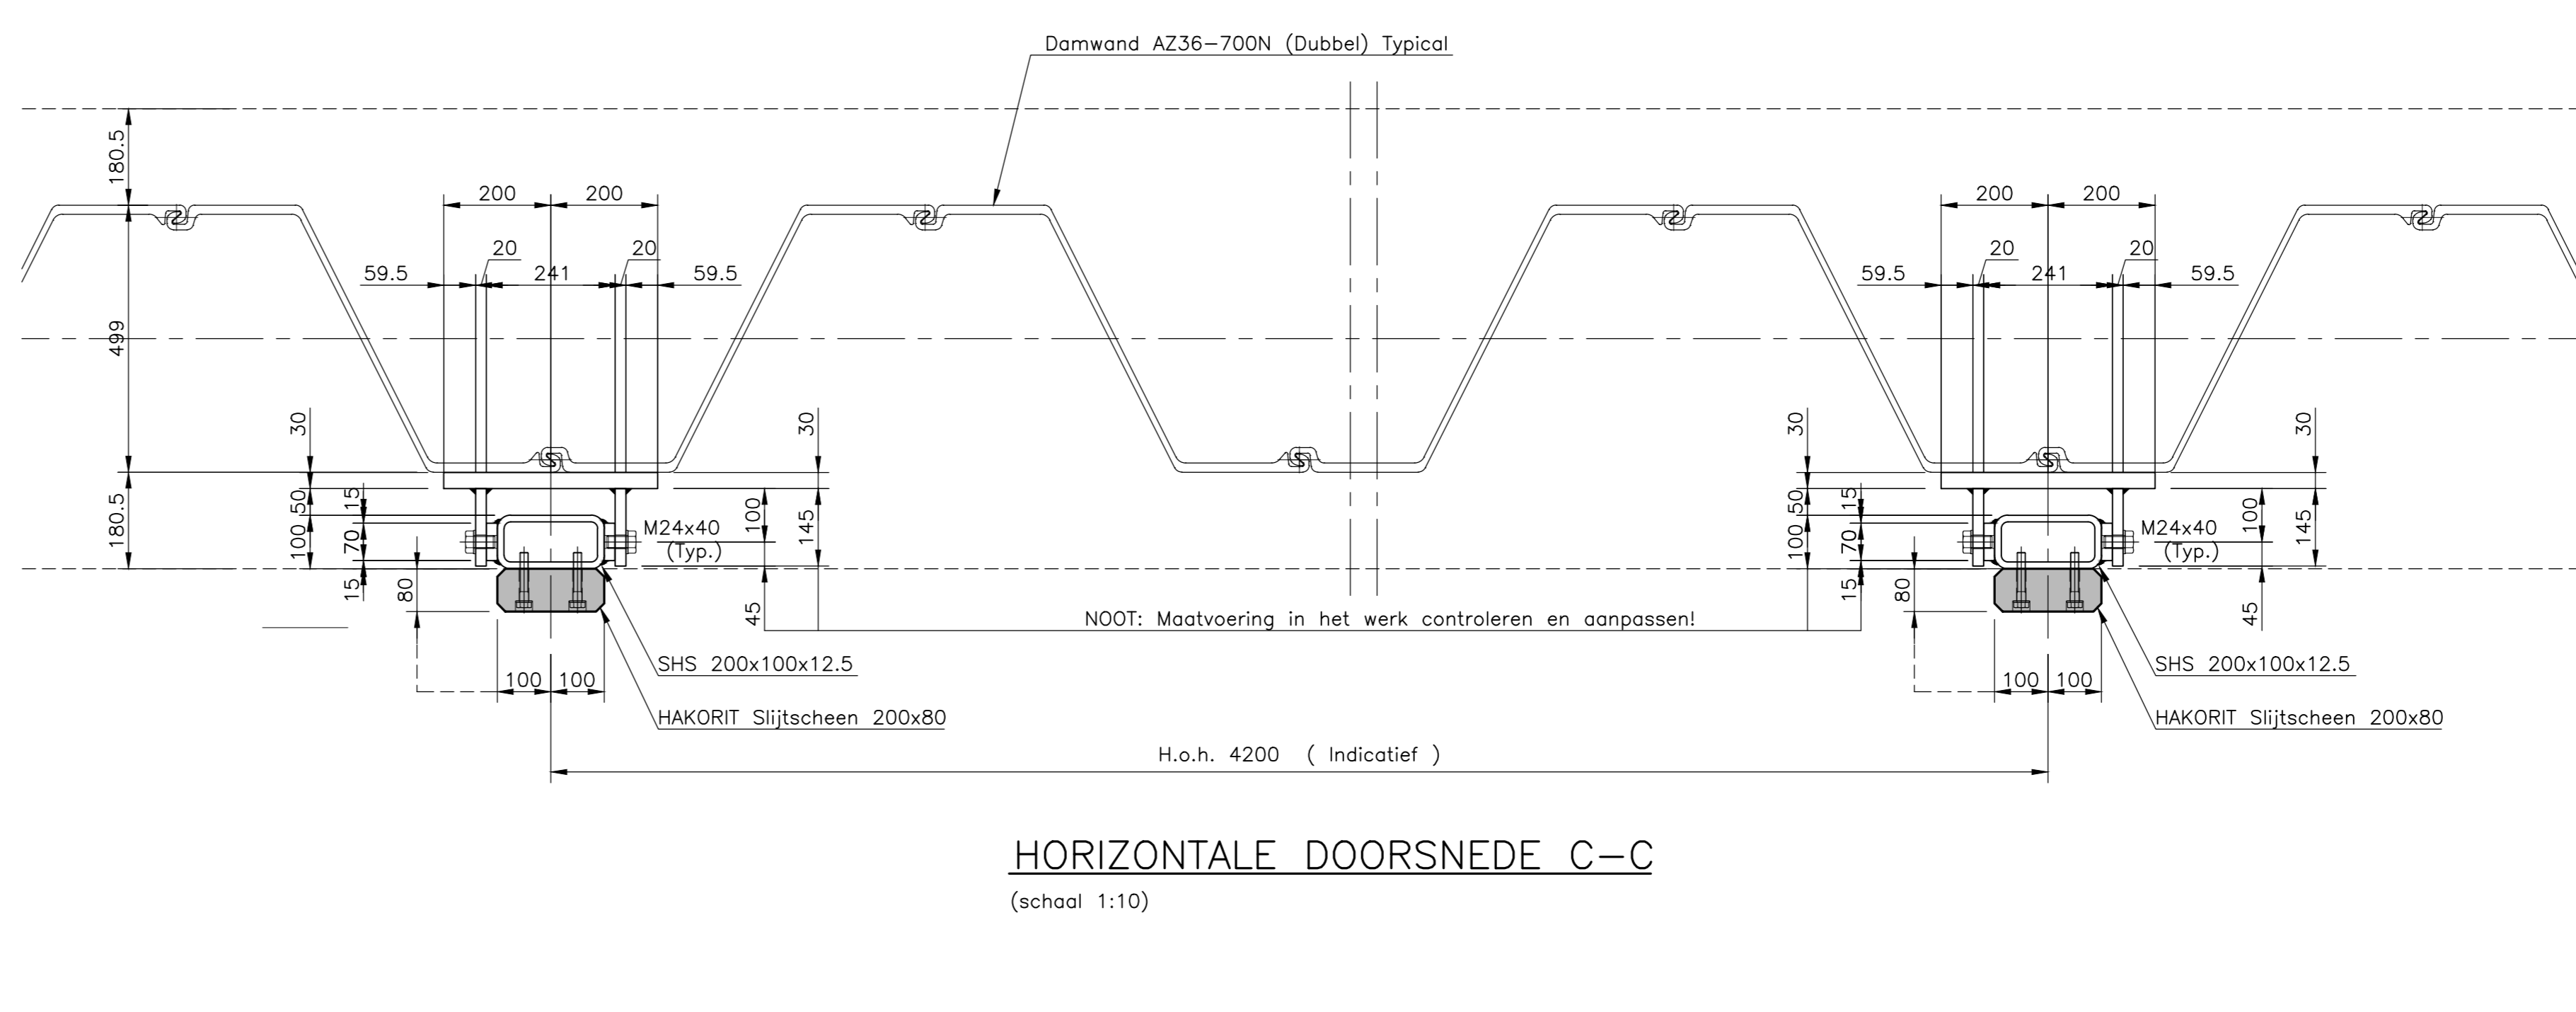 Damwand AZ36-700N (Dubbel) Typical
180.5
499
180.5
200 200
20 20
59.5 241 59.5
30
50
100
15
70
15
80
30
100
145
45
M24x40
(Typ.)
SHS 200x100x12.5
100 100
HAKORIT Slijtscheen 200x80
NOOT: Maatvoering in het werk controleren en aanpassen!
200 200
20 20
59.5 241 59.5
30
50
100
15
70
15
80
30
100
145
45
M24x40
(Typ.)
SHS 200x100x12.5
100 100
HAKORIT Slijtscheen 200x80
H.o.h. 4200 ( Indicatief )
HORIZONTALE DOORSNEDE C-C
(schaal 1:10)